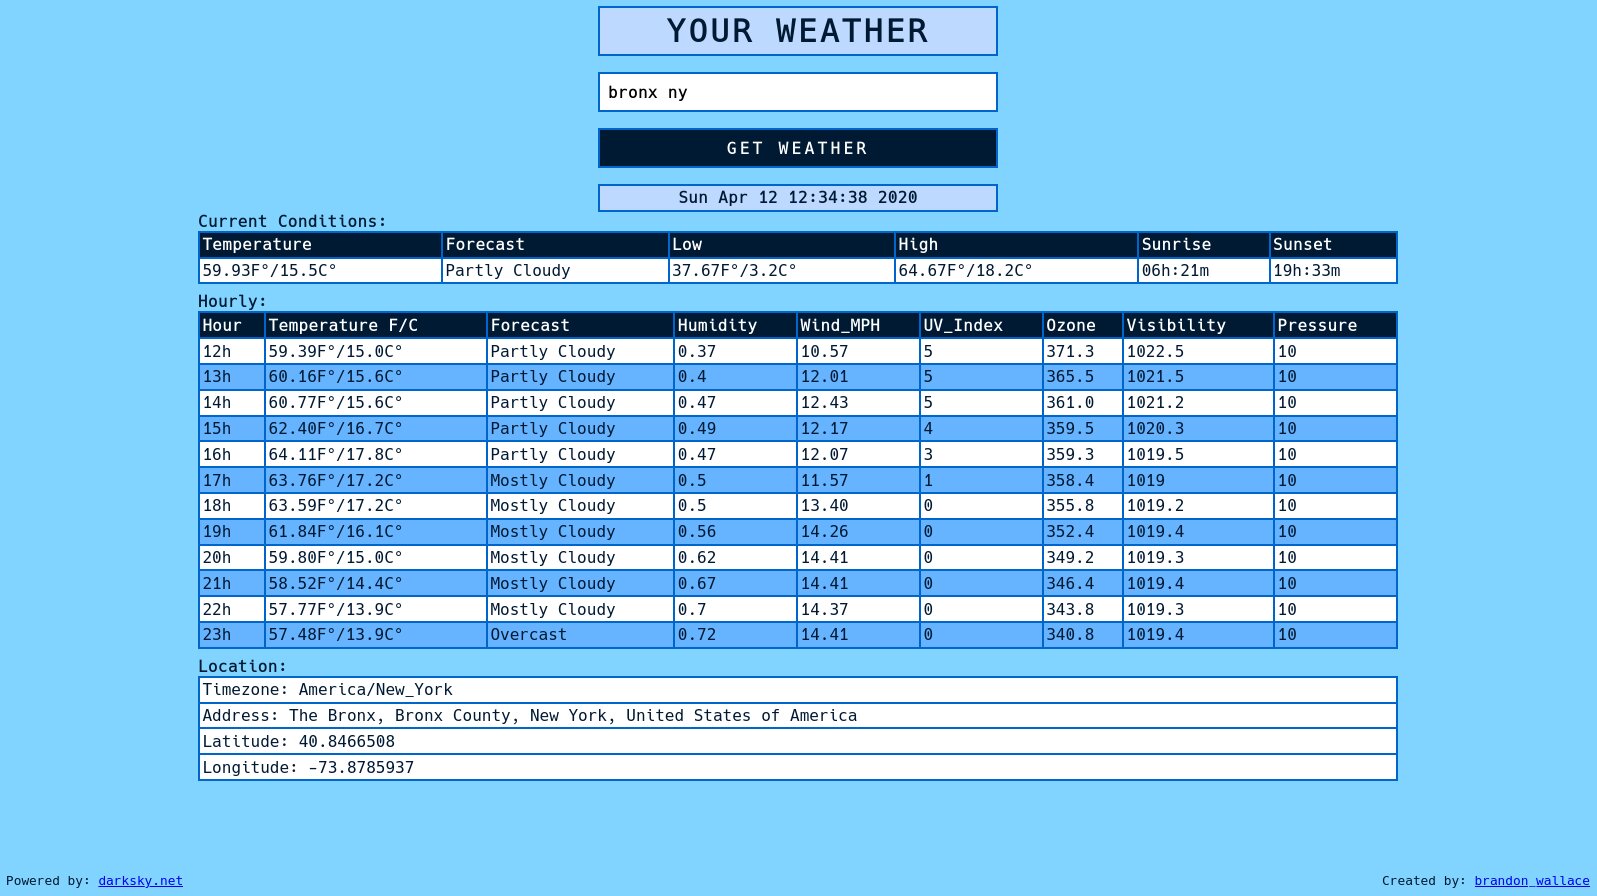 YOUR WEATHER
bronx ny
GET WEATHER
Sun Apr 12 12:34:38 2020
Current Conditions:
Temperature Forecast Low High Sunrise Sunset
59.93F°/15.5C° Partly Cloudy 37.67F°/3.2C° 64.67F°/18.2C° 06h:21m 19h:33m
Hourly:
Hour Temperature F/C Forecast Humidity Wind_MPH UV_Index Ozone Visibility Pressure
12h 59.39F°/15.0C° Partly Cloudy 0.37 10.57 5 371.3 1022.5 10
13h 60.16F°/15.6C° Partly Cloudy 0.4 12.01 5 365.5 1021.5 10
14h 60.77F°/15.6C° Partly Cloudy 0.47 12.43 5 361.0 1021.2 10
15h 62.40F°/16.7C° Partly Cloudy 0.49 12.17 4 359.5 1020.3 10
16h 64.11F°/17.8C° Partly Cloudy 0.47 12.07 3 359.3 1019.5 10
17h 63.76F°/17.2C° Mostly Cloudy 0.5 11.57 1 358.4 1019 10
18h 63.59F°/17.2C° Mostly Cloudy 0.5 13.40 0 355.8 1019.2 10
19h 61.84F°/16.1C° Mostly Cloudy 0.56 14.26 0 352.4 1019.4 10
20h 59.80F°/15.0C° Mostly Cloudy 0.62 14.41 0 349.2 1019.3 10
21h 58.52F°/14.4C° Mostly Cloudy 0.67 14.41 0 346.4 1019.4 10
22h 57.77F°/13.9C° Mostly Cloudy 0.7 14.37 0 343.8 1019.3 10
23h 57.48F°/13.9C° Overcast 0.72 14.41 0 340.8 1019.4 10
Location:
Timezone: America/New_York
Address: The Bronx, Bronx County, New York, United States of America
Latitude: 40.8466508
Longitude: -73.8785937
Powered by: darksky.net Created by: brandon wallace